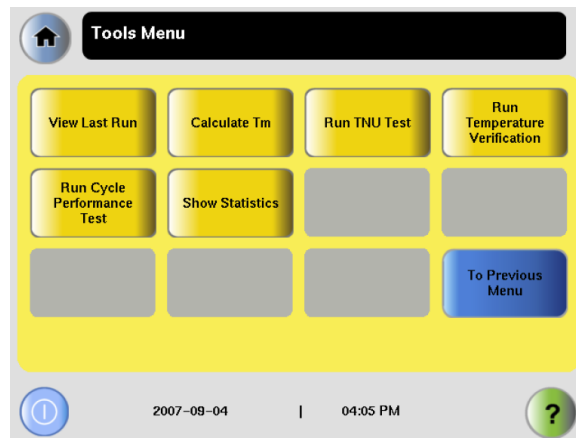 Tools Menu
View Last Run
Calculate Tm
Run TNU Test
Run
Temperature
Verification
Run Cycle
Performance
Test
Show Statistics
To Previous
Menu
2007-09-04 | 04:05 PM
?